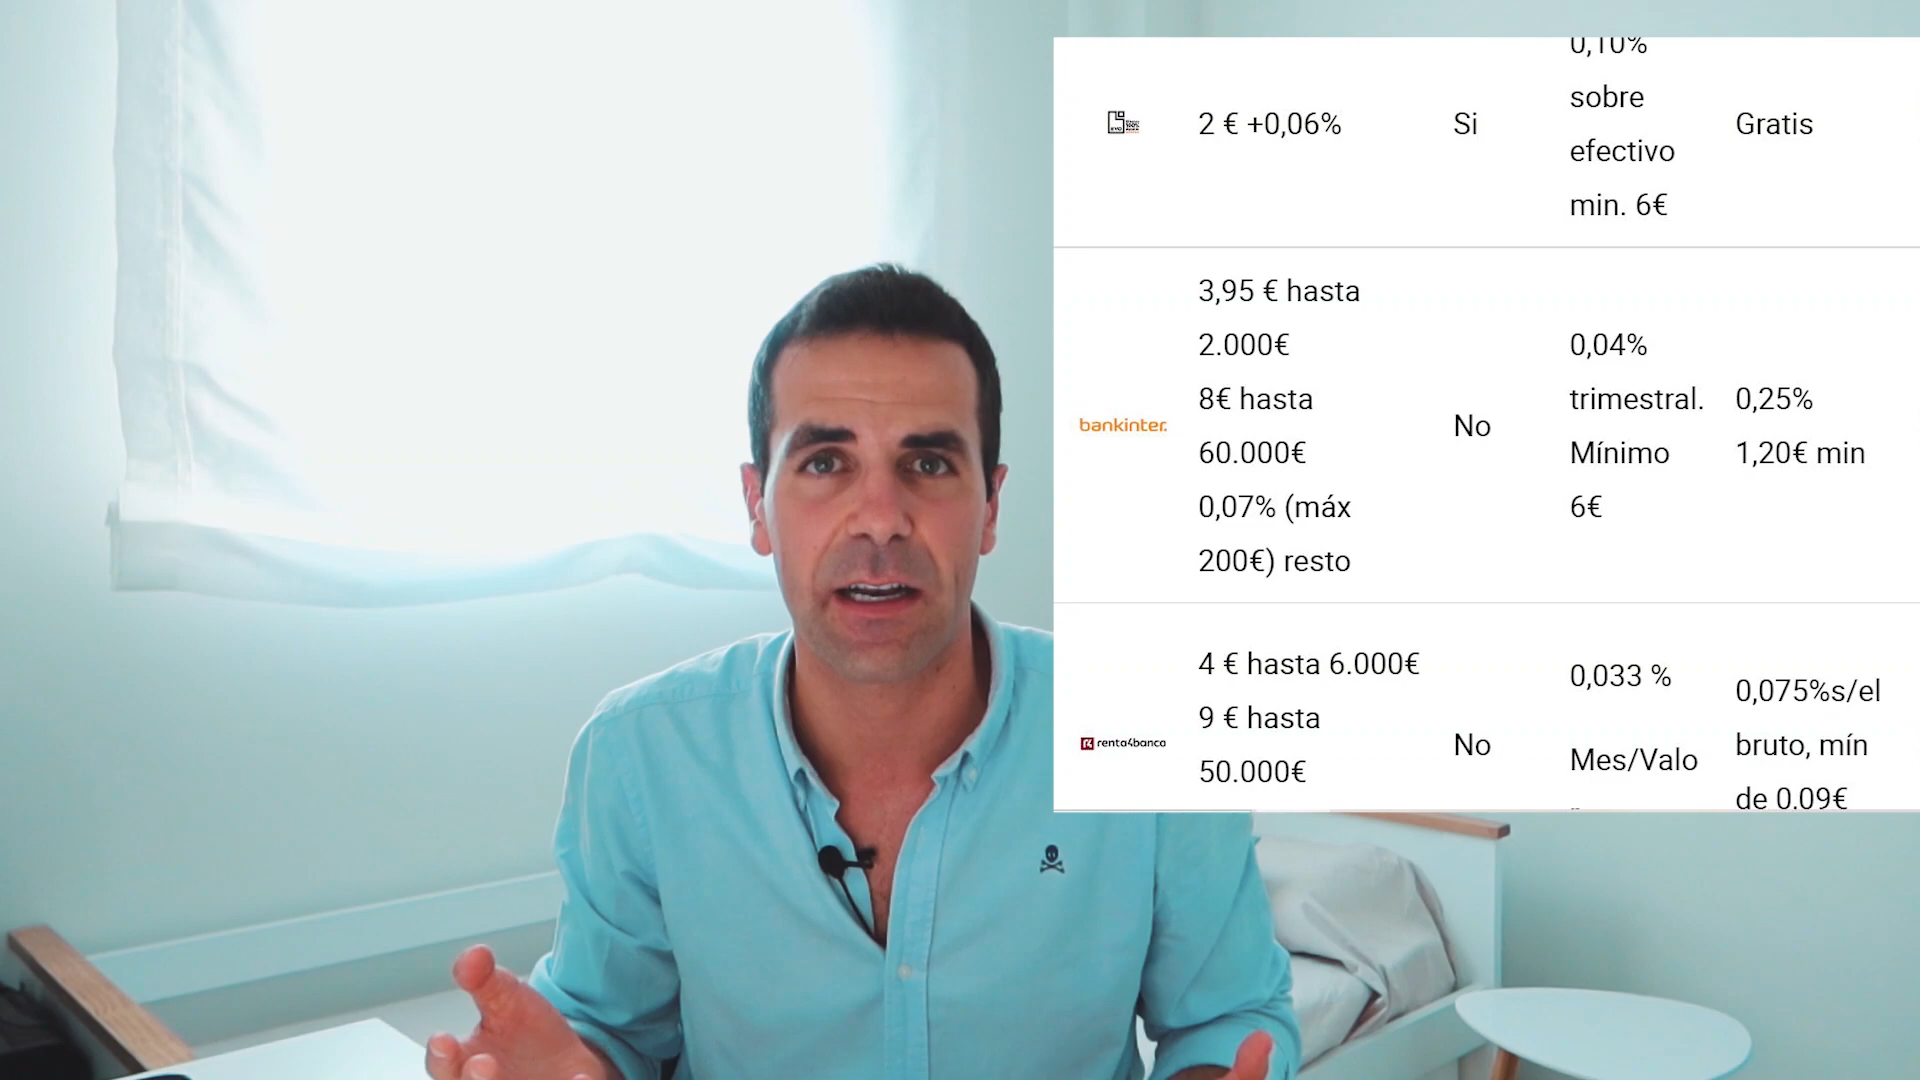 0,10%
sobre
efectivo
min. 6€
2 € +0,06%
Si
Gratis
bankinter.
3,95 € hasta
2.000€
8€ hasta
60.000€
0,07% (máx
200€) resto
No
0,04%
trimestral.
Mínimo
6€
0,25%
1,20€ min
renta4banco
4 € hasta 6.000€
9 € hasta
50.000€
No
0,033 %
Mes/Valo
0,075%s/el
bruto, mín
de 0.09€